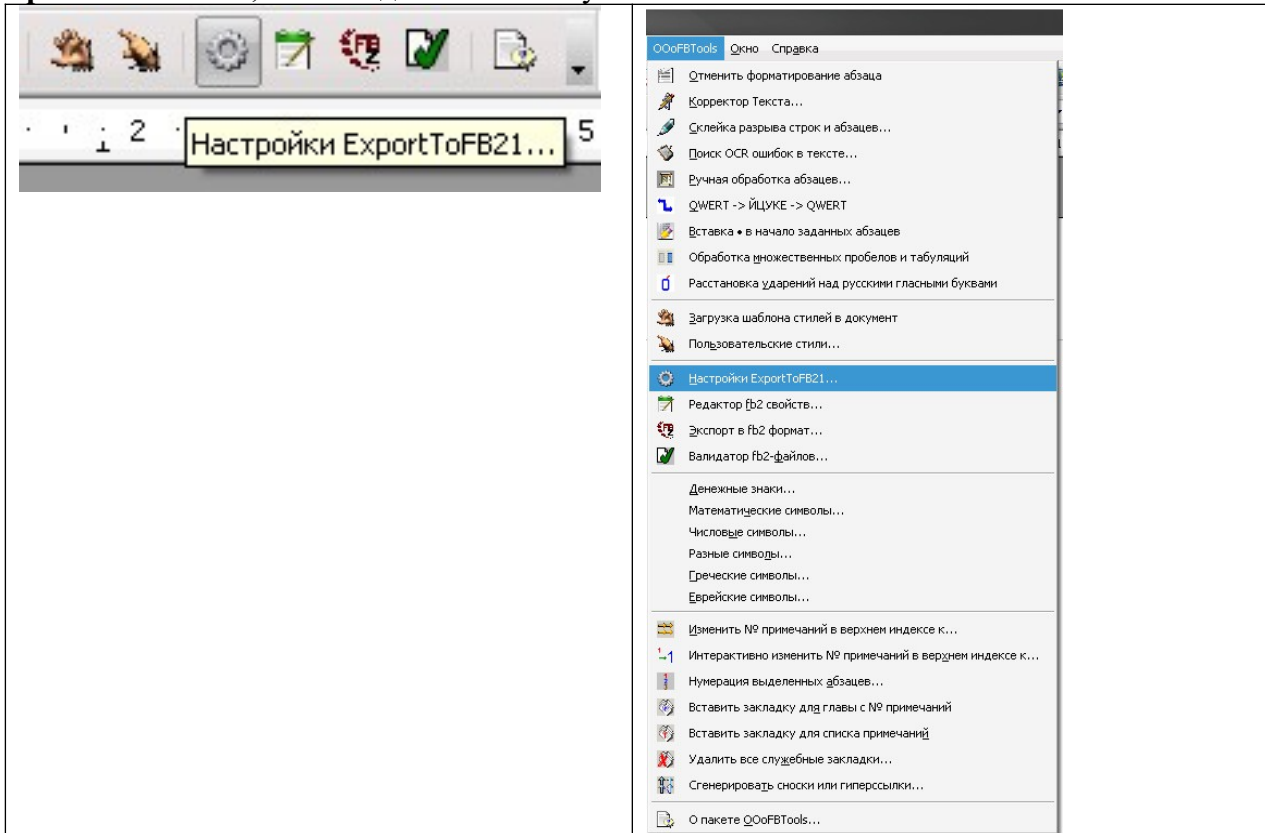 2
5
Настройки ExportToFB21...
OOoFBTools Окно Справка
Отменить форматирование абзаца
Корректор Текста...
Склейка разрыва строк и абзацев...
Поиск OCR ошибок в тексте...
Ручная обработка абзацев...
QWERT -> ЙЦУКЕ -> QWERT
Вставка • в начало заданных абзацев
Обработка множественных пробелов и табуляций
Расстановка ударений над русскими гласными буквами
Загрузка шаблона стилей в документ
Пользовательские стили...
Настройки ExportToFB21...
Редактор fb2 свойств...
Экспорт в fb2 формат...
Валидатор fb2-файлов...
Денежные знаки...
Математические символы...
Числовые символы...
Разные символы...
Греческие символы...
Еврейские символы...
Изменить № примечаний в верхнем индексе к...
Интерактивно изменить № примечаний в верхнем индексе к...
Нумерация выделенных абзацев...
Вставить закладку для главы с № примечаний
Вставить закладку для списка примечаний
Удалить все служебные закладки...
Сгенерировать сноски или гиперссылки...
О пакете OOoFBTools...